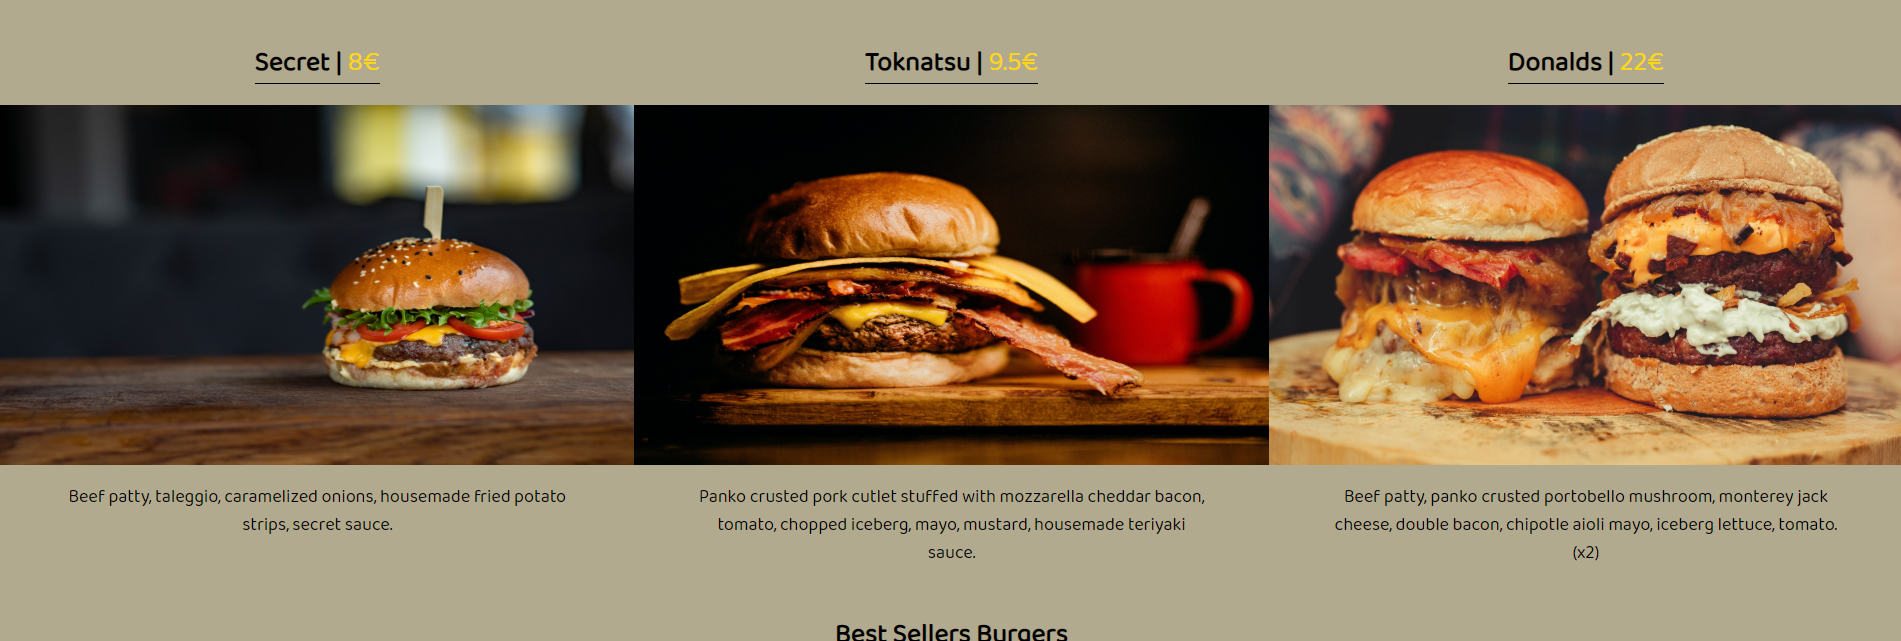 Secret | 8€
Toknatsu | 9.5€
Donalds | 22€
Beef patty, taleggio, caramelized onions, housemade fried potato
strips, secret sauce.
Panko crusted pork cutlet stuffed with mozzarella cheddar bacon,
tomato, chopped iceberg, mayo, mustard, housemade teriyaki
sauce.
Beef patty, panko crusted portobello mushroom, monterey jack
cheese, double bacon, chipotle aioli mayo, iceberg lettuce, tomato.
(x2)
Best Sellers Burgers